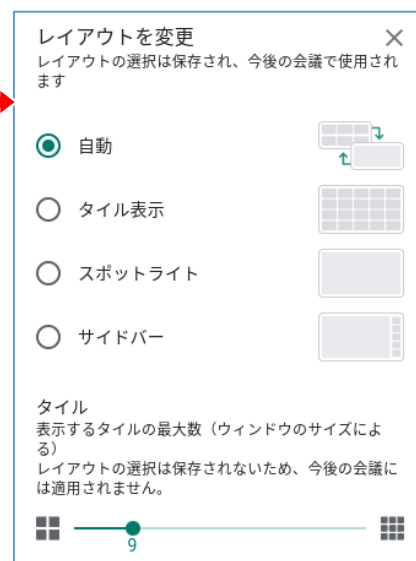 レイアウトを変更
レイアウトの選択は保存され、今後の会議で使用され
ます
自動
タイル表示
スポットライト
サイドバー
タイル
表示するタイルの最大数（ウィンドウのサイズによ
る）
レイアウトの選択は保存されないため、今後の会議に
は適用されません。
9